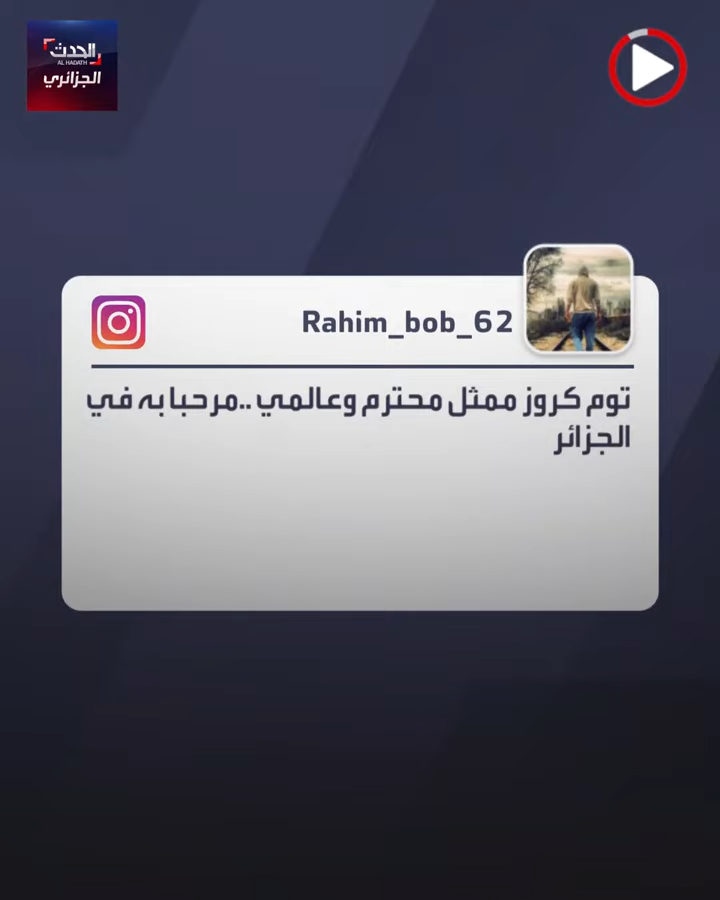 الحدث
AL HADATH
الجزائري
Rahim_bob_62
توم كروز ممثل محترم وعالمي ..مرحبا به في
الجزائر